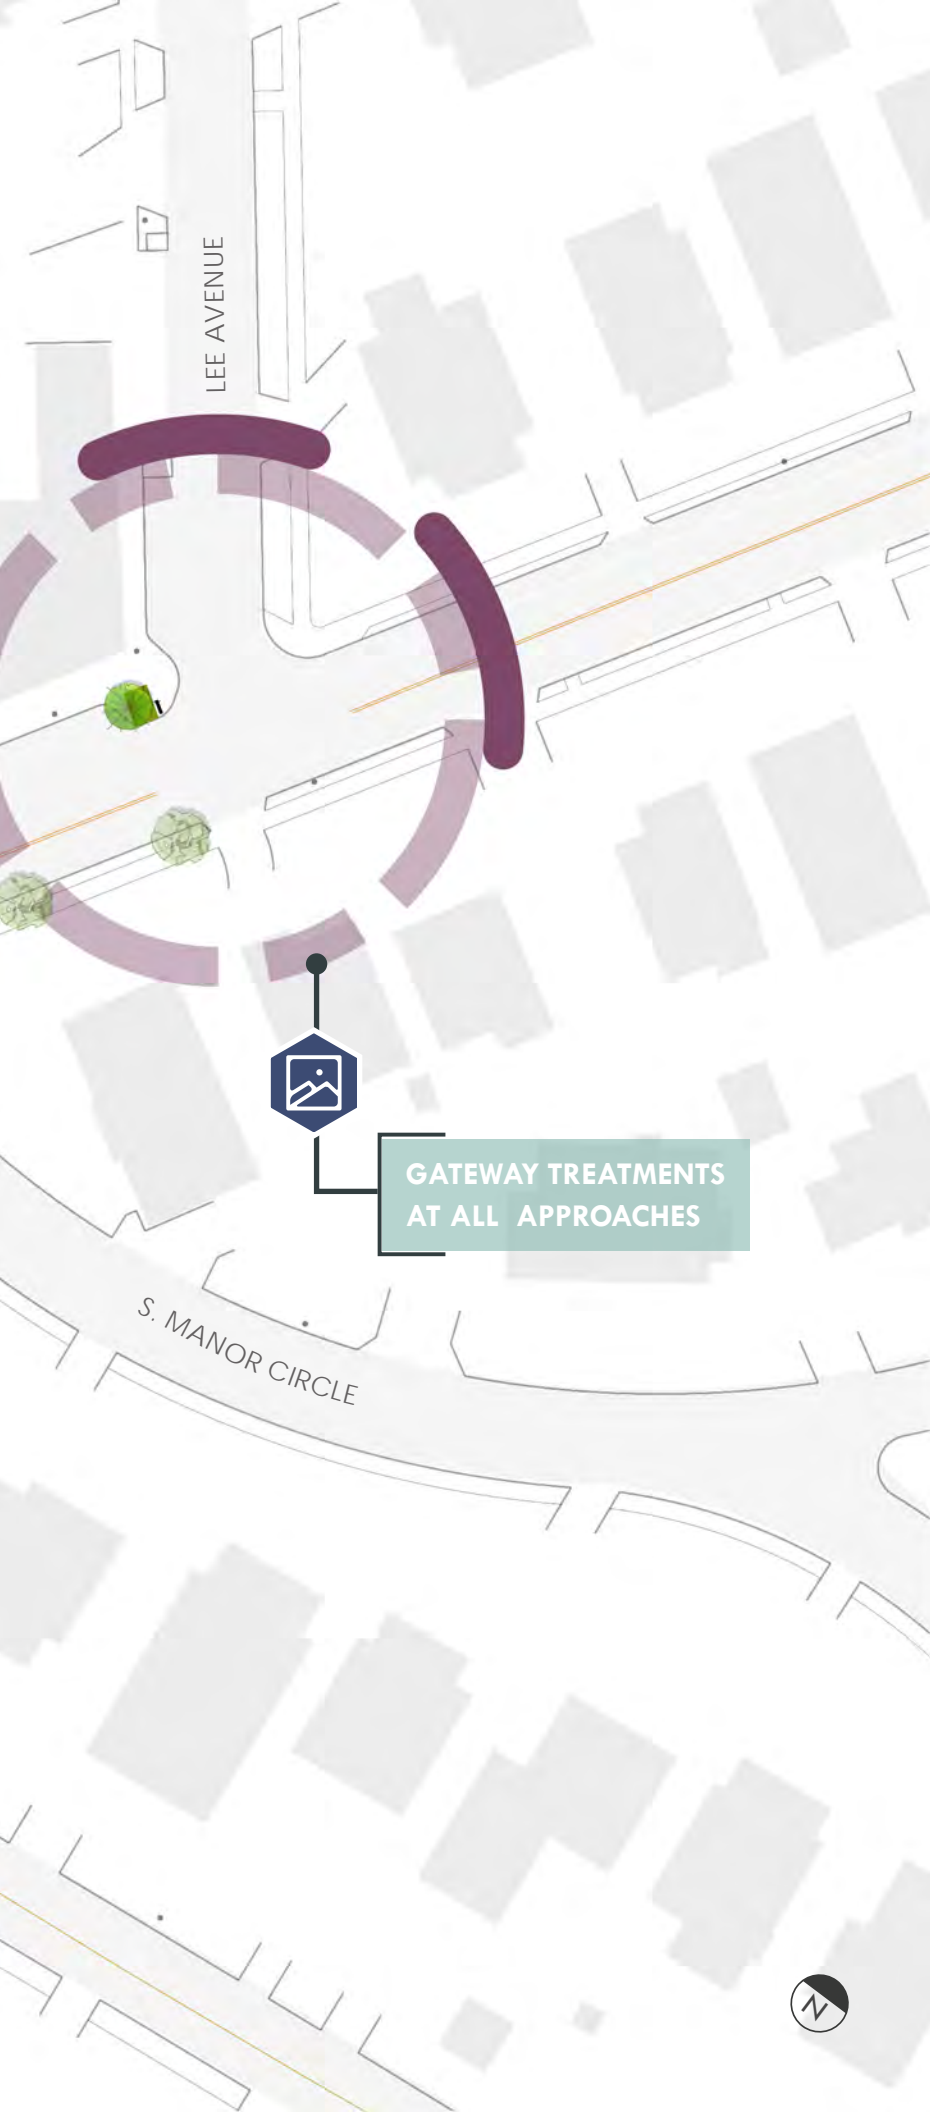 LEE AVENUE
GATEWAY TREATMENTS
AT ALL APPROACHES
S. MANOR CIRCLE
N